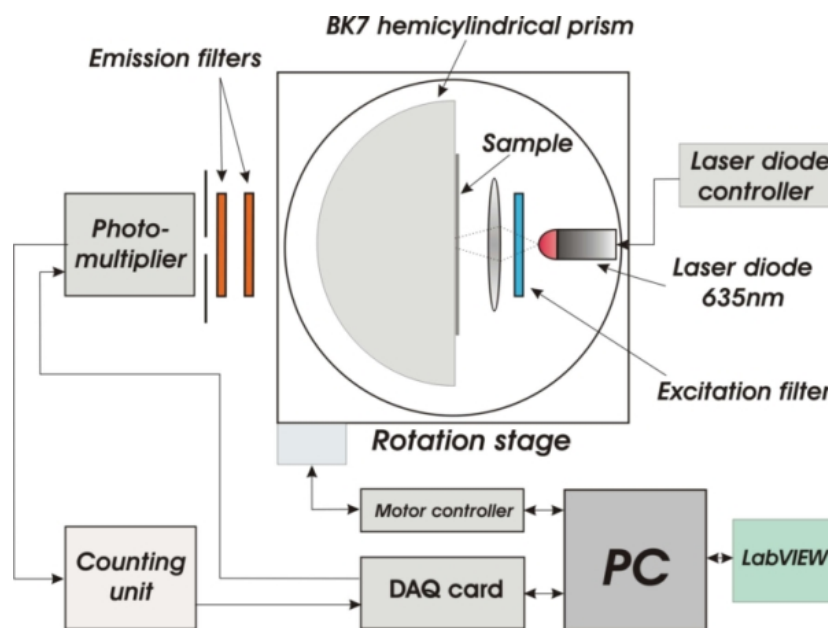 BK7 hemicylindrical prism
Emission filters
Sample
Laser diode
controller
Photo-
multiplier
Laser diode
635nm
Excitation filter
Rotation stage
Motor controller
Counting
unit
DAQ card
PC
LabVIEW